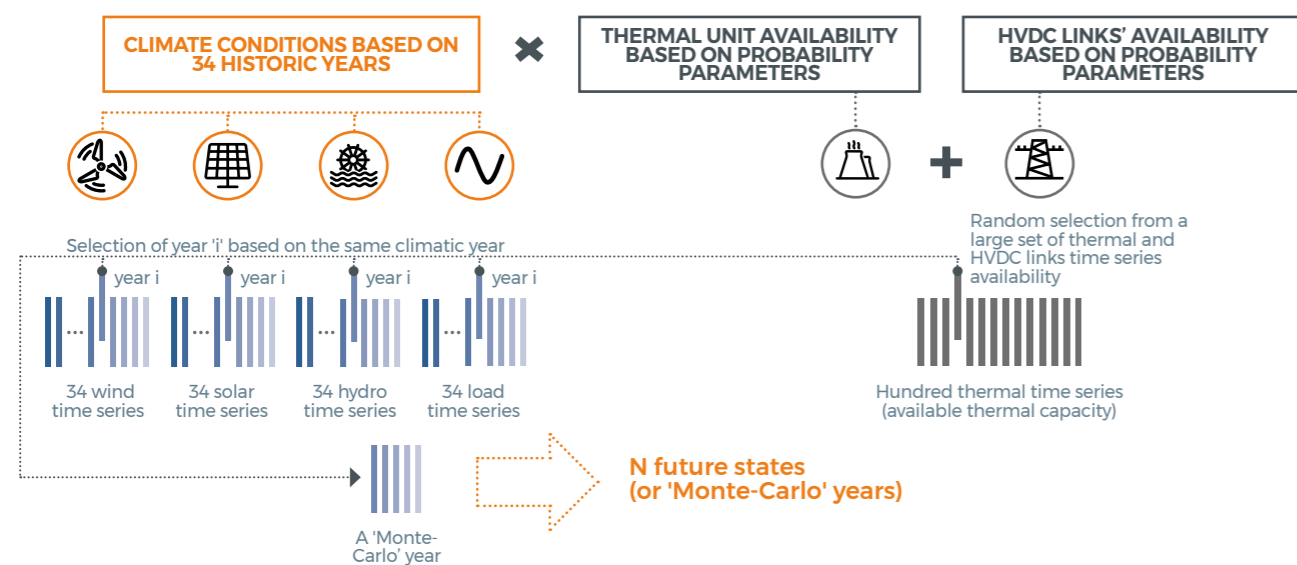 CLIMATE CONDITIONS BASED ON
34 HISTORIC YEARS
THERMAL UNIT AVAILABILITY
BASED ON PROBABILITY
PARAMETERS
HVDC LINKS’ AVAILABILITY
BASED ON PROBABILITY
PARAMETERS
Selection of year 'i' based on the same climatic year
Random selection from a
large set of thermal and
HVDC links time series
availability
year i
year i
year i
year i
...
...
...
...
34 wind
time series
34 solar
time series
34 hydro
time series
34 load
time series
Hundred thermal time series
(available thermal capacity)
A 'Monte-
Carlo’ year
N future states
(or 'Monte-Carlo' years)